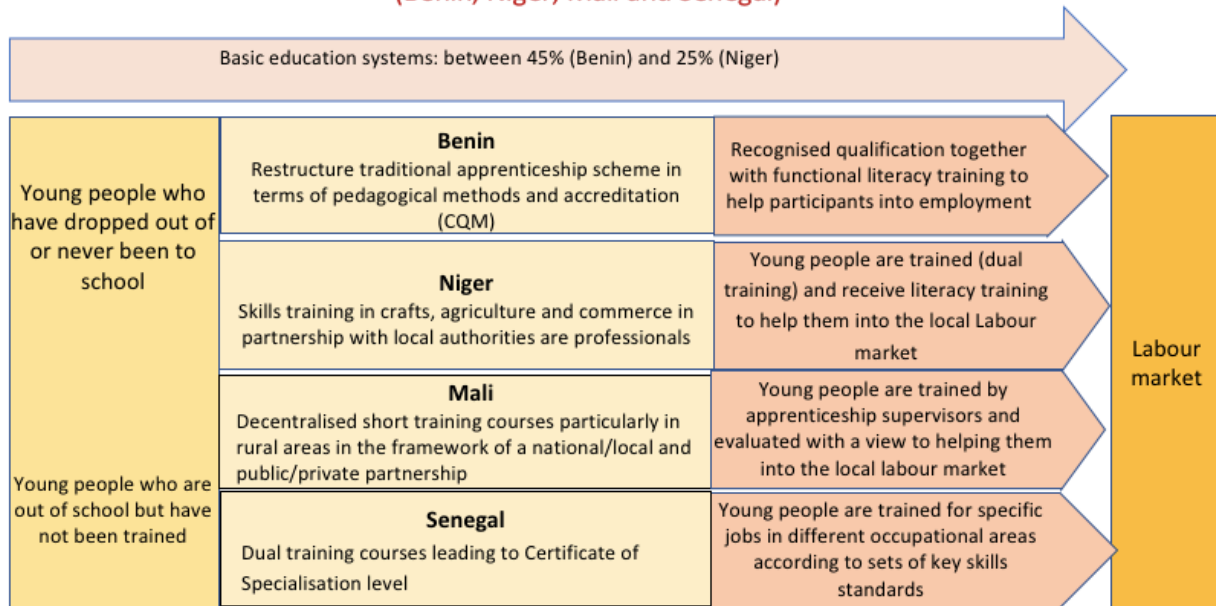 (Benin, Niger, Mali and Senegal)
Basic education systems: between 45% (Benin) and 25% (Niger)
Young people who
have dropped out of
or never been to
school
Young people who are
out of school but have
not been trained
Benin
Restructure traditional apprenticeship scheme in
terms of pedagogical methods and accreditation
(CQM)
Recognised qualification together
with functional literacy training to
help participants into employment
Niger
Skills training in crafts, agriculture and commerce in
partnership with local authorities are professionals
Young people are trained (dual
training) and receive literacy training
to help them into the local Labour
market
Mali
Decentralised short training courses particularly in
rural areas in the framework of a national/local and
public/private partnership
Young people are trained by
apprenticeship supervisors and
evaluated with a view to helping them
into the local labour market
Senegal
Dual training courses leading to Certificate of
Specialisation level
Young people are trained for specific
jobs in different occupational areas
according to sets of key skills
standards
Labour
market